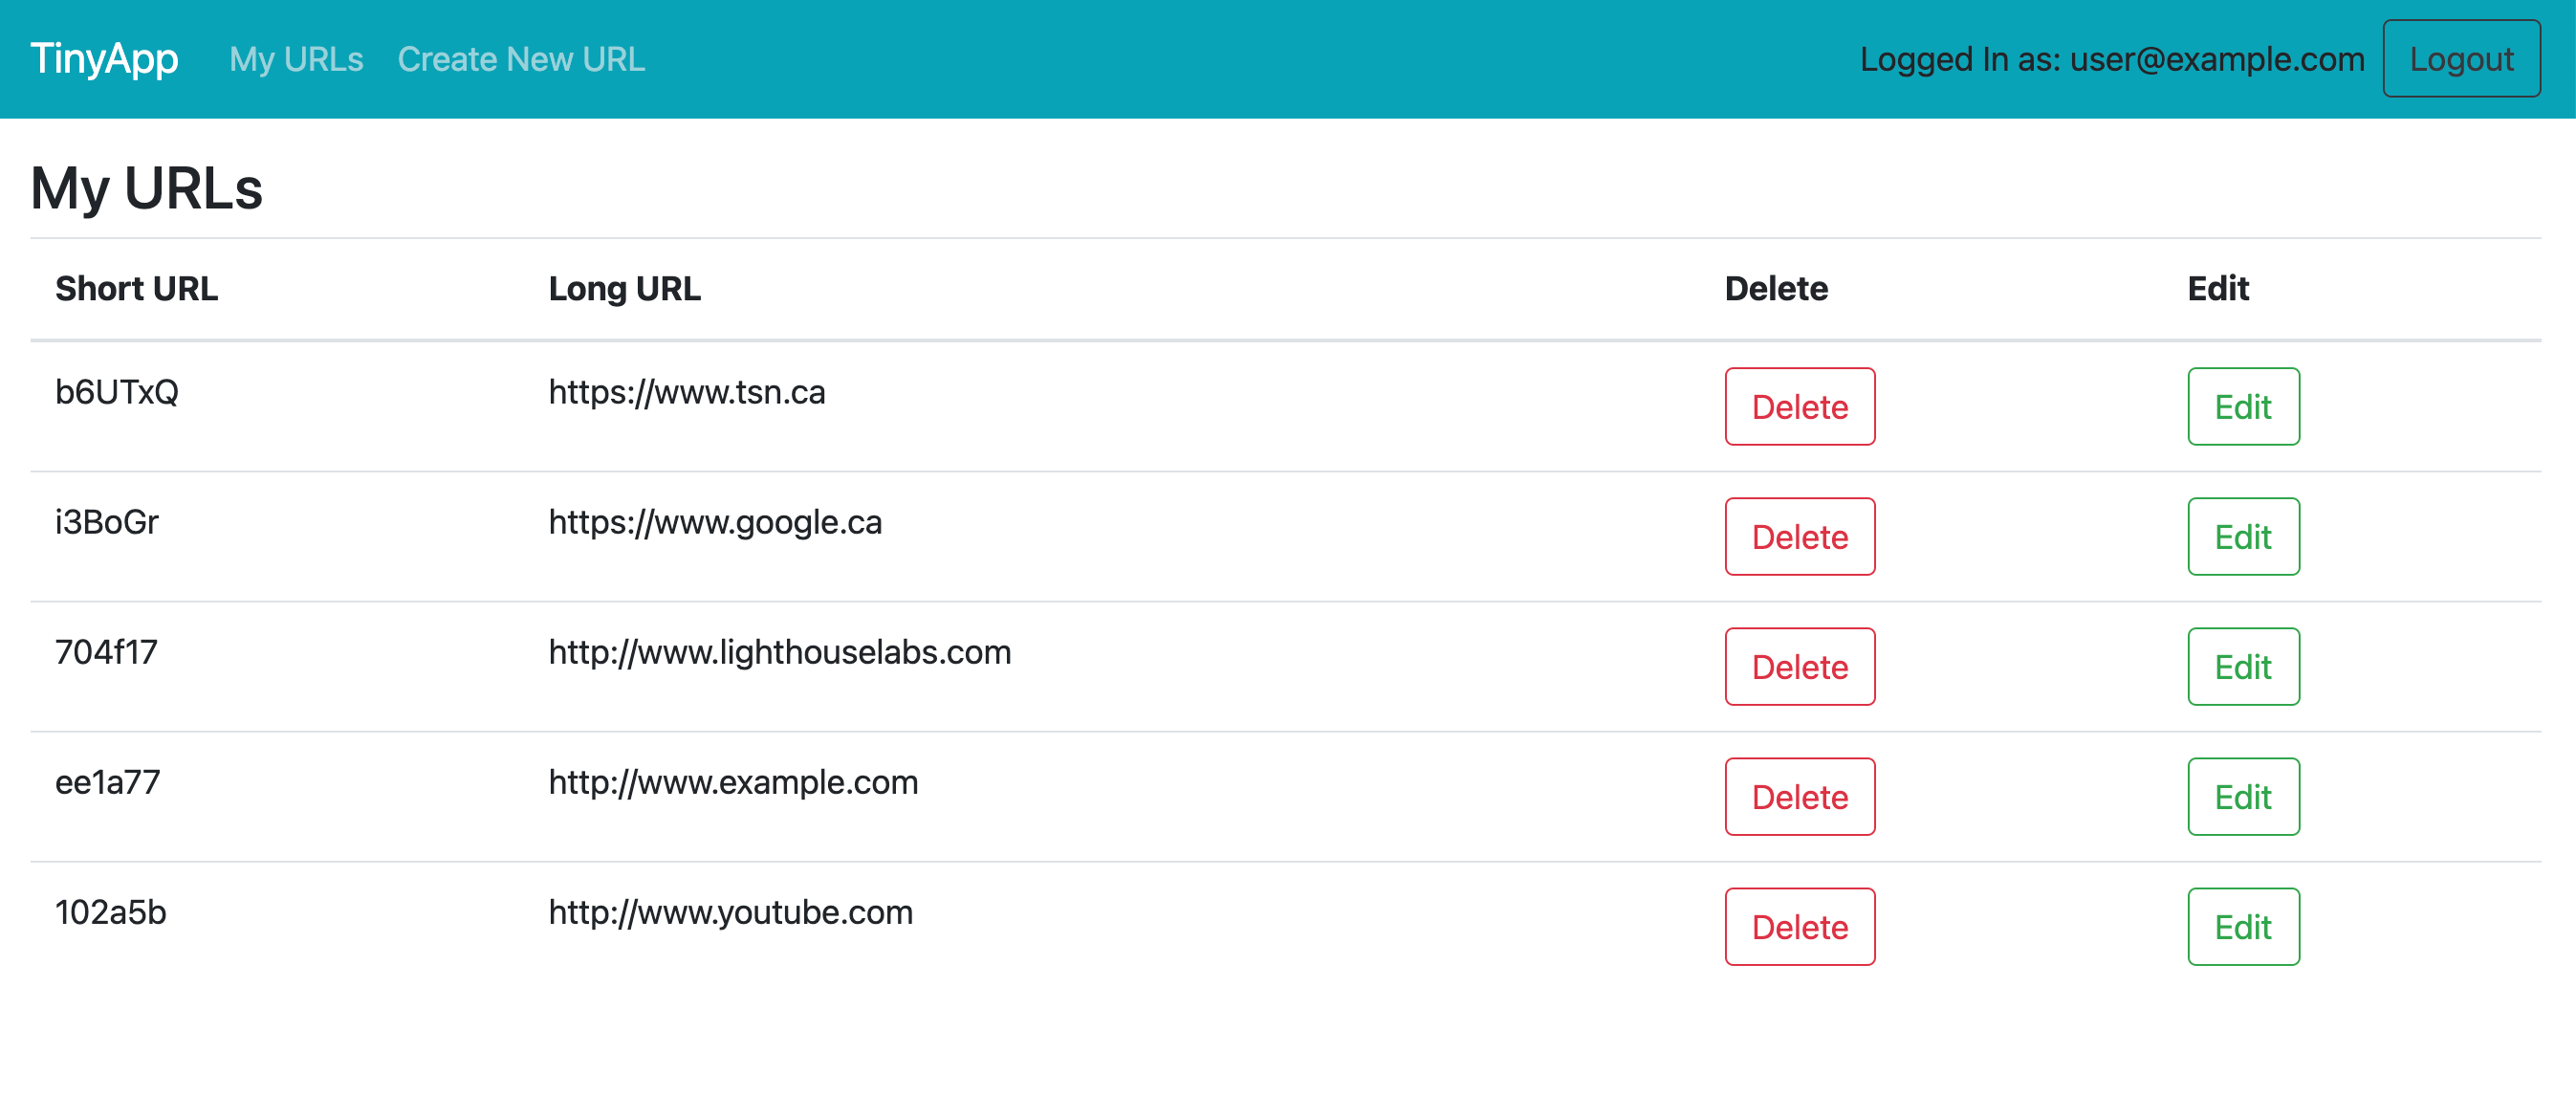 TinyApp My URLs Create New URL Logged In as: user@example.com Logout
My URLs
Short URL Long URL Delete Edit
b6UTxQ https://www.tsn.ca Delete Edit
i3BoGr https://www.google.ca Delete Edit
704f17 http://www.lighthouselabs.com Delete Edit
ee1a77 http://www.example.com Delete Edit
102a5b http://www.youtube.com Delete Edit